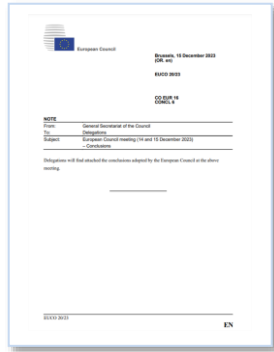 European Council
Brussels, 15 December 2023
(OR. en)
EUCO 20/23
CO EUR 16
CONCL 6
NOTE
From: General Secretariat of the Council
To: Delegations
Subject: European Council meeting (14 and 15 December 2023)
– Conclusions
Delegations will find attached the conclusions adopted by the European Council at the above
meeting.
EUCO 20/23
EN